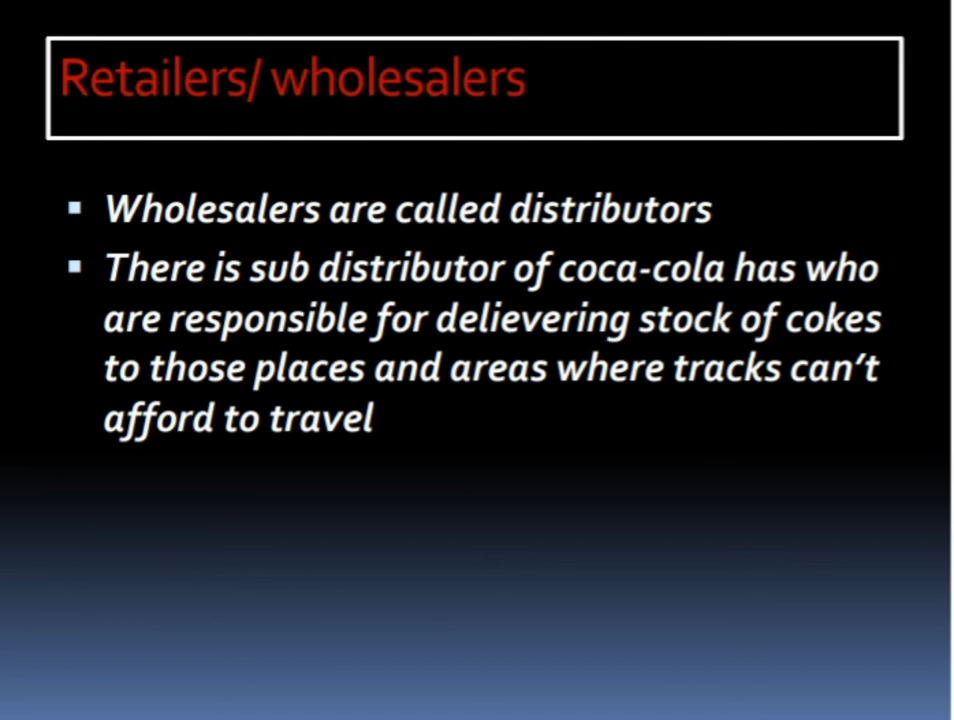 Retailers/ wholesalers
Wholesalers are called distributors
There is sub distributor of coca-cola has who
are responsible for delievering stock of cokes
to those places and areas where tracks can't
afford to travel